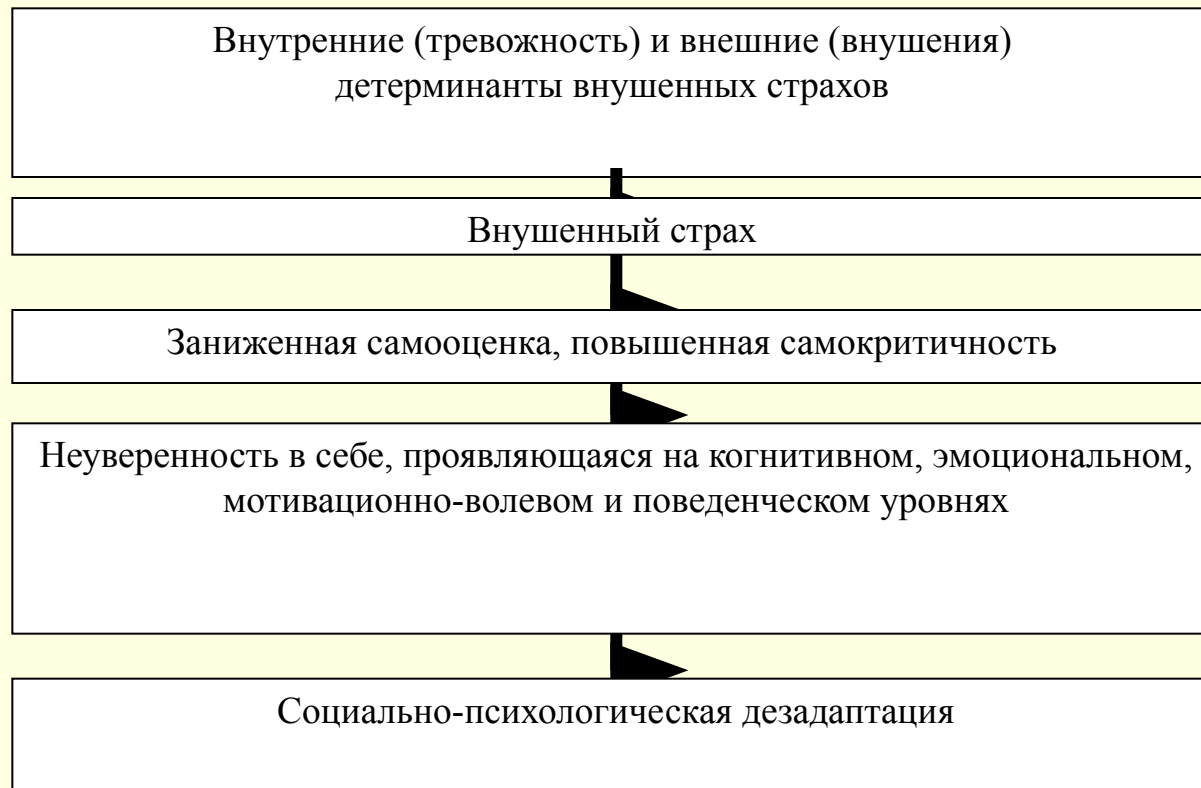 Внутренние (тревожность) и внешние (внушения)
детерминанты внушенных страхов
Внушенный страх
Заниженная самооценка, повышенная самокритичность
Неуверенность в себе, проявляющаяся на когнитивном, эмоциональном,
мотивационно-волевом и поведенческом уровнях
Социально-психологическая дезадаптация